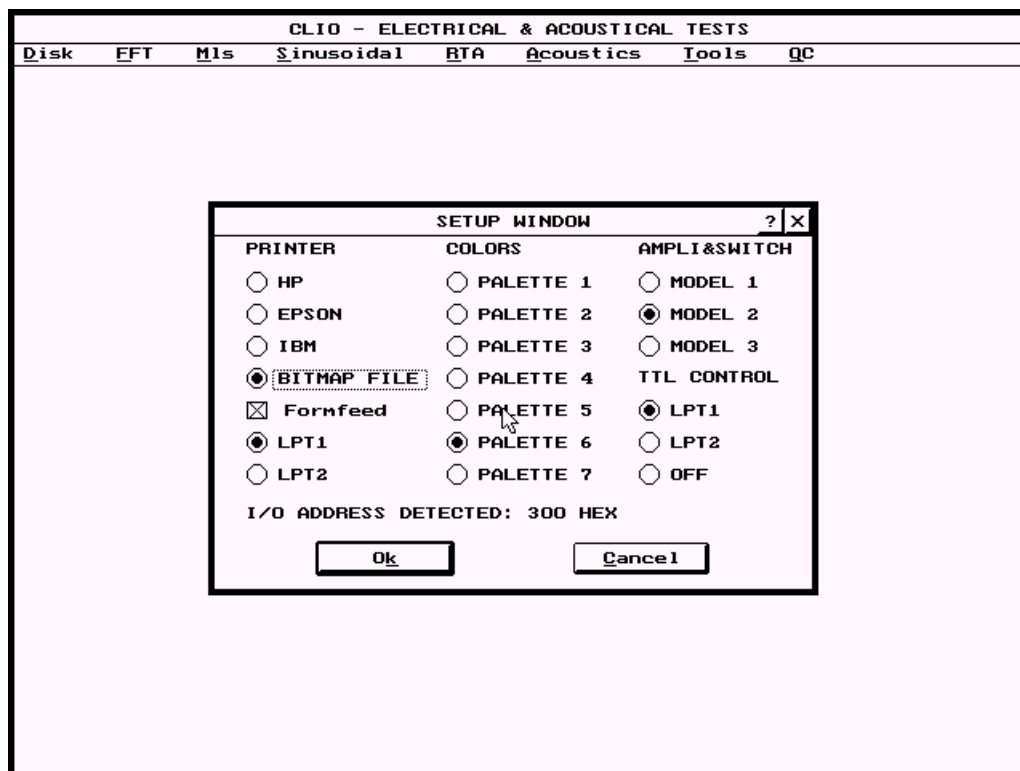 CLIO - ELECTRICAL & ACOUSTICAL TESTS
Disk FFT Mls Sinusoidal RTA Acoustics Tools QC
SETUP WINDOW ? X
PRINTER COLORS AMPLI&SWITCH
HP PALETTE 1 MODEL 1
EPSON PALETTE 2 MODEL 2
IBM PALETTE 3 MODEL 3
BITMAP FILE PALETTE 4 TTL CONTROL
Formfeed PALETTE 5 LPT1
LPT1 PALETTE 6 LPT2
LPT2 PALETTE 7 OFF
I/O ADDRESS DETECTED: 300 HEX
Ok Cancel